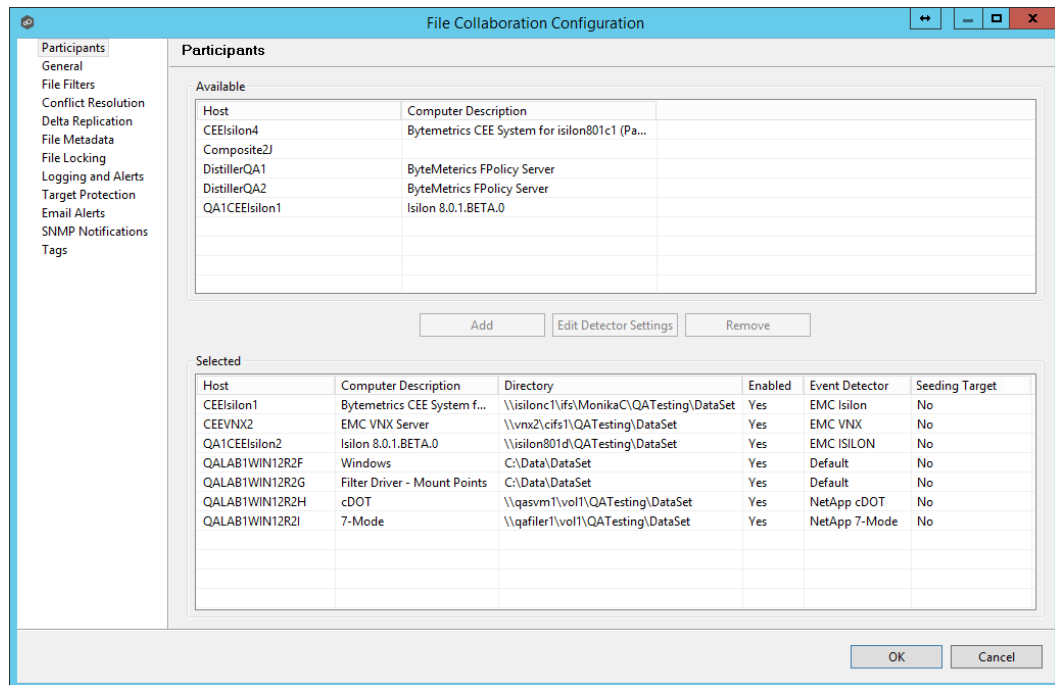 File Collaboration Configuration
Participants
General
File Filters
Conflict Resolution
Delta Replication
File Metadata
File Locking
Logging and Alerts
Target Protection
Email Alerts
SNMP Notifications
Tags
Participants
Available
Host Computer Description
CEEIsilon4 Bytemetrics CEE System for isilon801c1 (Pa...
Composite2J
DistillerQA1 ByteMeterics FPolicy Server
DistillerQA2 ByteMetrics FPolicy Server
QA1CEEIsilon1 Isilon 8.0.1.BETA.0
Add Edit Detector Settings Remove
Selected
Host Computer Description Directory Enabled Event Detector Seeding Target
CEEIsilon1 Bytemetrics CEE System f... \\isilonc1\ifs\MonikaC\QATesting\DataSet Yes EMC Isilon No
CEEVNX2 EMC VNX Server \\vnx2\cifs1\QATesting\DataSet Yes EMC VNX No
QA1CEEIsilon2 Isilon 8.0.1.BETA.0 \\isilon801d\QATesting\DataSet Yes EMC ISILON No
QALAB1WIN12R2F Windows C:\Data\DataSet Yes Default No
QALAB1WIN12R2G Filter Driver - Mount Points C:\Data\DataSet Yes Default No
QALAB1WIN12R2H cDOT \\qasvm1\vol1\QATesting\DataSet Yes NetApp cDOT No
QALAB1WIN12R2I 7-Mode \\qafiler1\vol1\QATesting\DataSet Yes NetApp 7-Mode No
OK Cancel